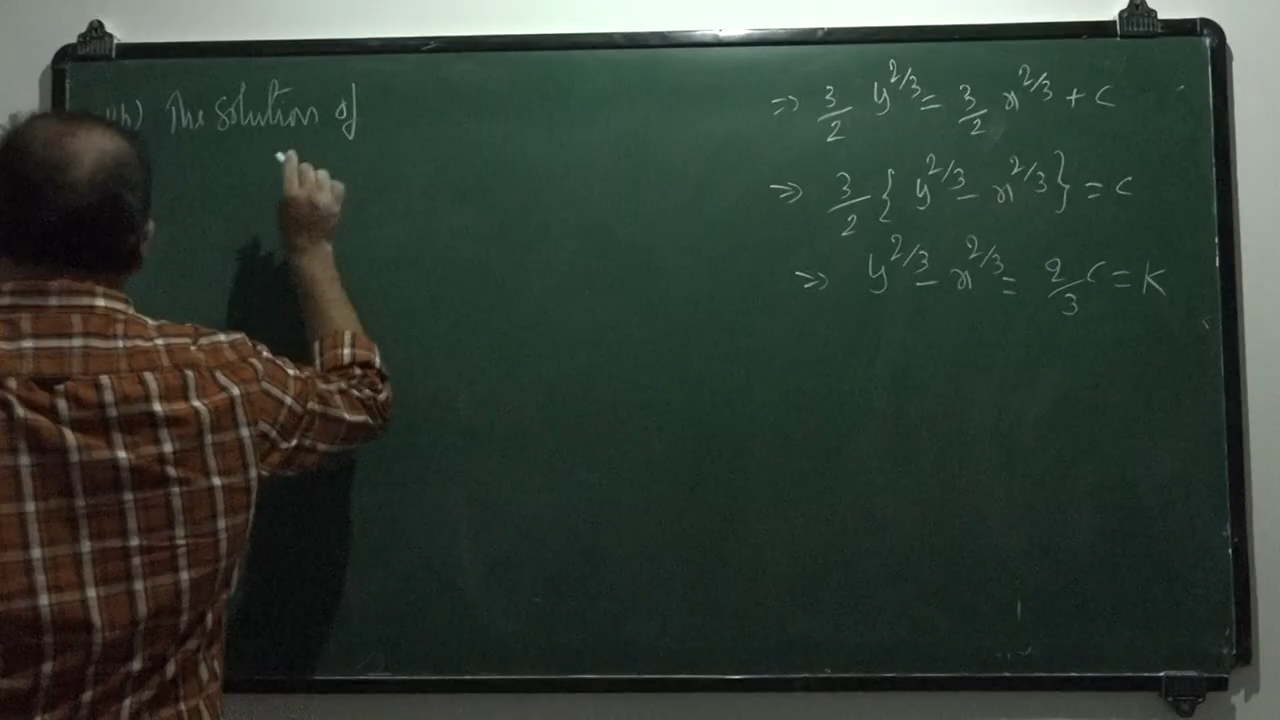 The solution of
=> 3/2 y^2/3 = 3/2 x^2/3 + C
=> 3/2 { y^2/3 - x^2/3 } = C
=> y^2/3 - x^2/3 = 2/3 C = K